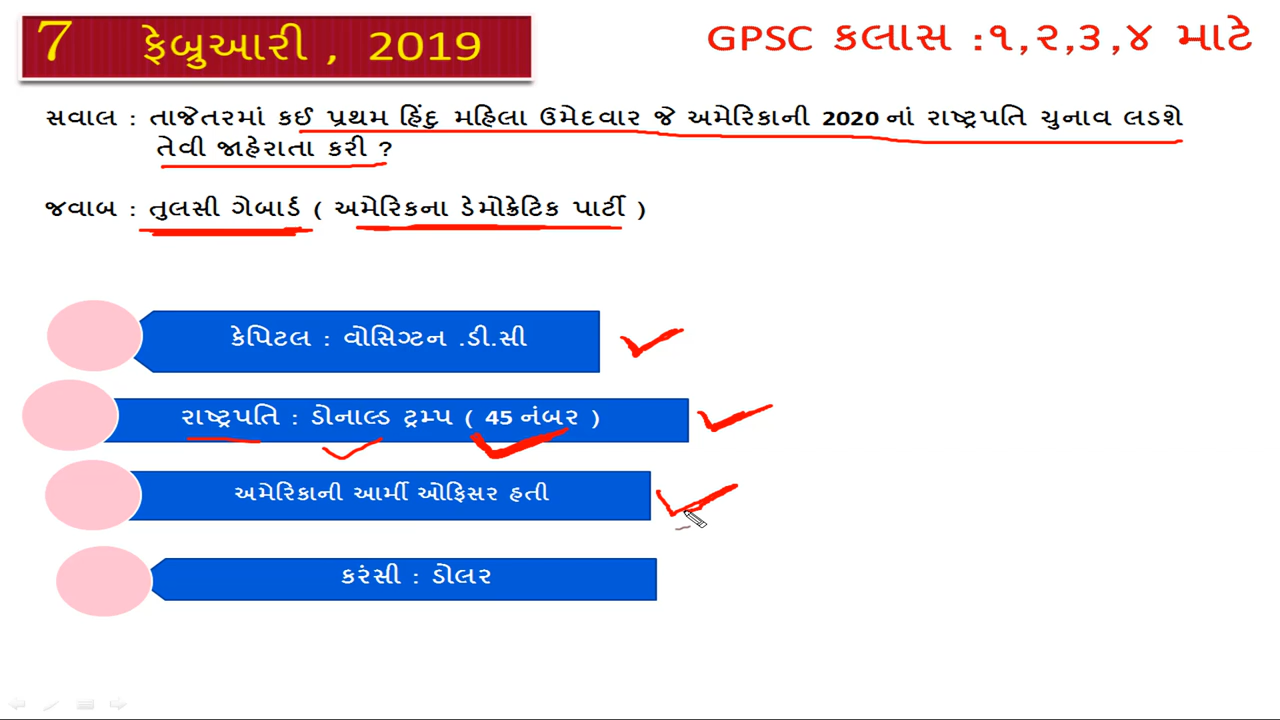 7 ફેબ્રુઆરી , 2019
GPSC કલાસ :૧,૨,૩,૪ માટે
સવાલ : તાજેતરમાં કઈ પ્રથમ હિંદુ મહિલા ઉમેદવાર જે અમેરિકાની 2020 નાં રાષ્ટ્રપતિ ચુનાવ લડશે
તેવી જાહેરાતા કરી ?
જવાબ : તુલસી ગેબાર્ડ ( અમેરિકના ડેમોક્રેટિક પાર્ટી )
કેપિટલ : વોસિગ્ટન .ડી.સી
રાષ્ટ્રપતિ : ડોનાલ્ડ ટ્રમ્પ ( 45 નંબર )
અમેરિકાની આર્મી ઓફિસર હતી
કરંસી : ડોલર